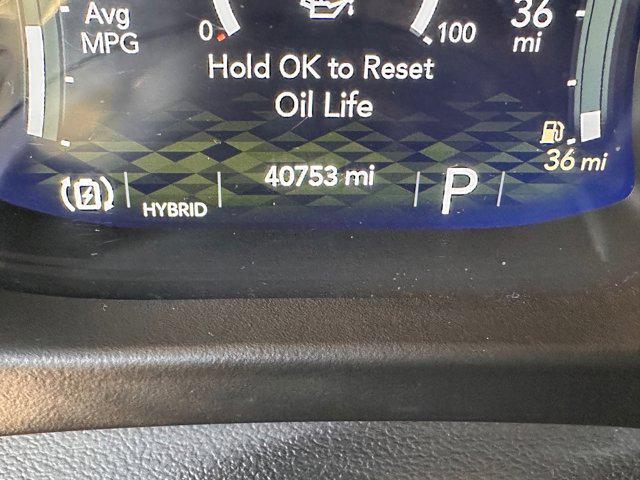 Avg
MPG
0
100
36
mi
Hold OK to Reset
Oil Life
36 mi
40753 mi
HYBRID
P